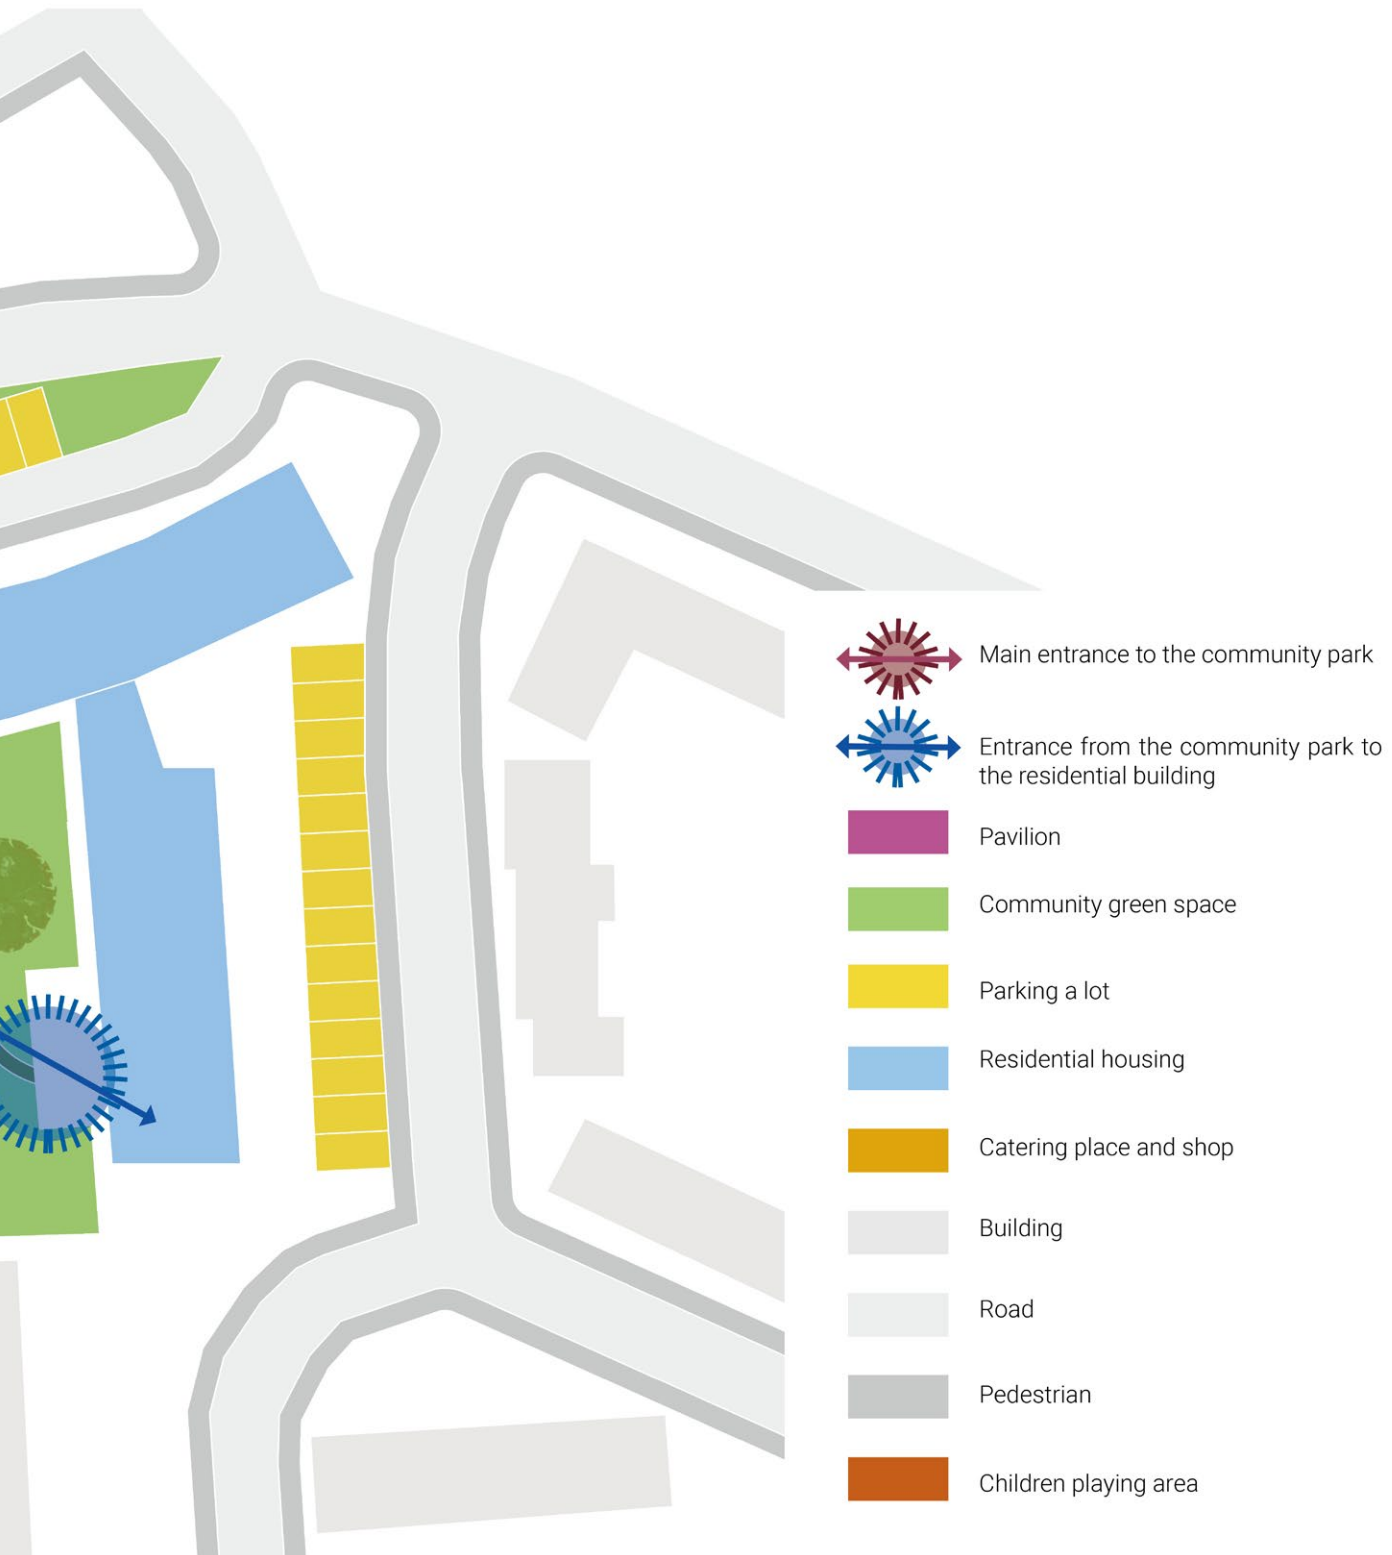 Main entrance to the community park
Entrance from the community park to
the residential building
Pavilion
Community green space
Parking a lot
Residential housing
Catering place and shop
Building
Road
Pedestrian
Children playing area